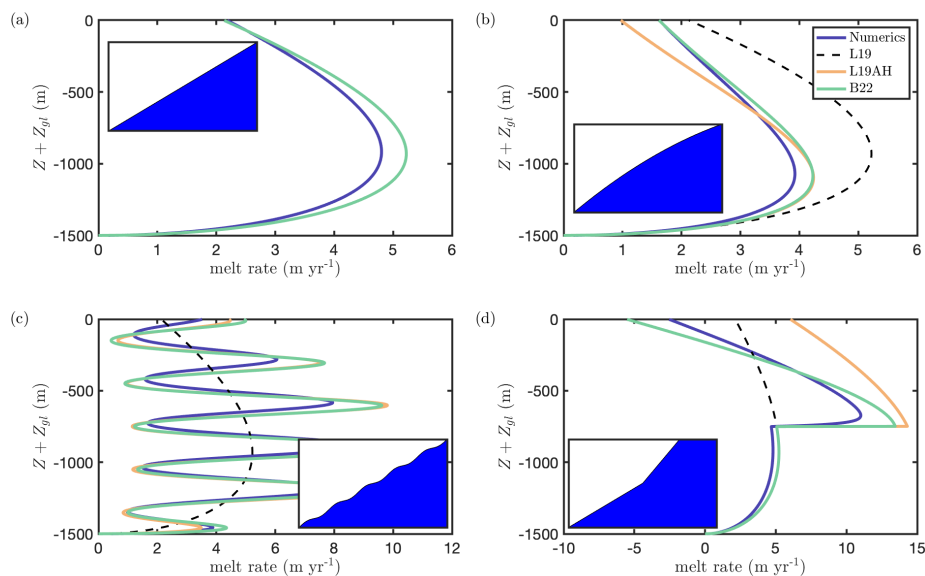 (a)
0
-500
-1000
-1500
Z + Z_gl (m)
0 1 2 3 4 5 6
melt rate (m yr⁻¹)
(b)
0
-500
-1000
-1500
Z + Z_gl (m)
Numerics
L19
L19AH
B22
0 1 2 3 4 5 6
melt rate (m yr⁻¹)
(c)
0
-500
-1000
-1500
Z + Z_gl (m)
0 2 4 6 8 10 12
melt rate (m yr⁻¹)
(d)
0
-500
-1000
-1500
Z + Z_gl (m)
-10 -5 0 5 10 15
melt rate (m yr⁻¹)